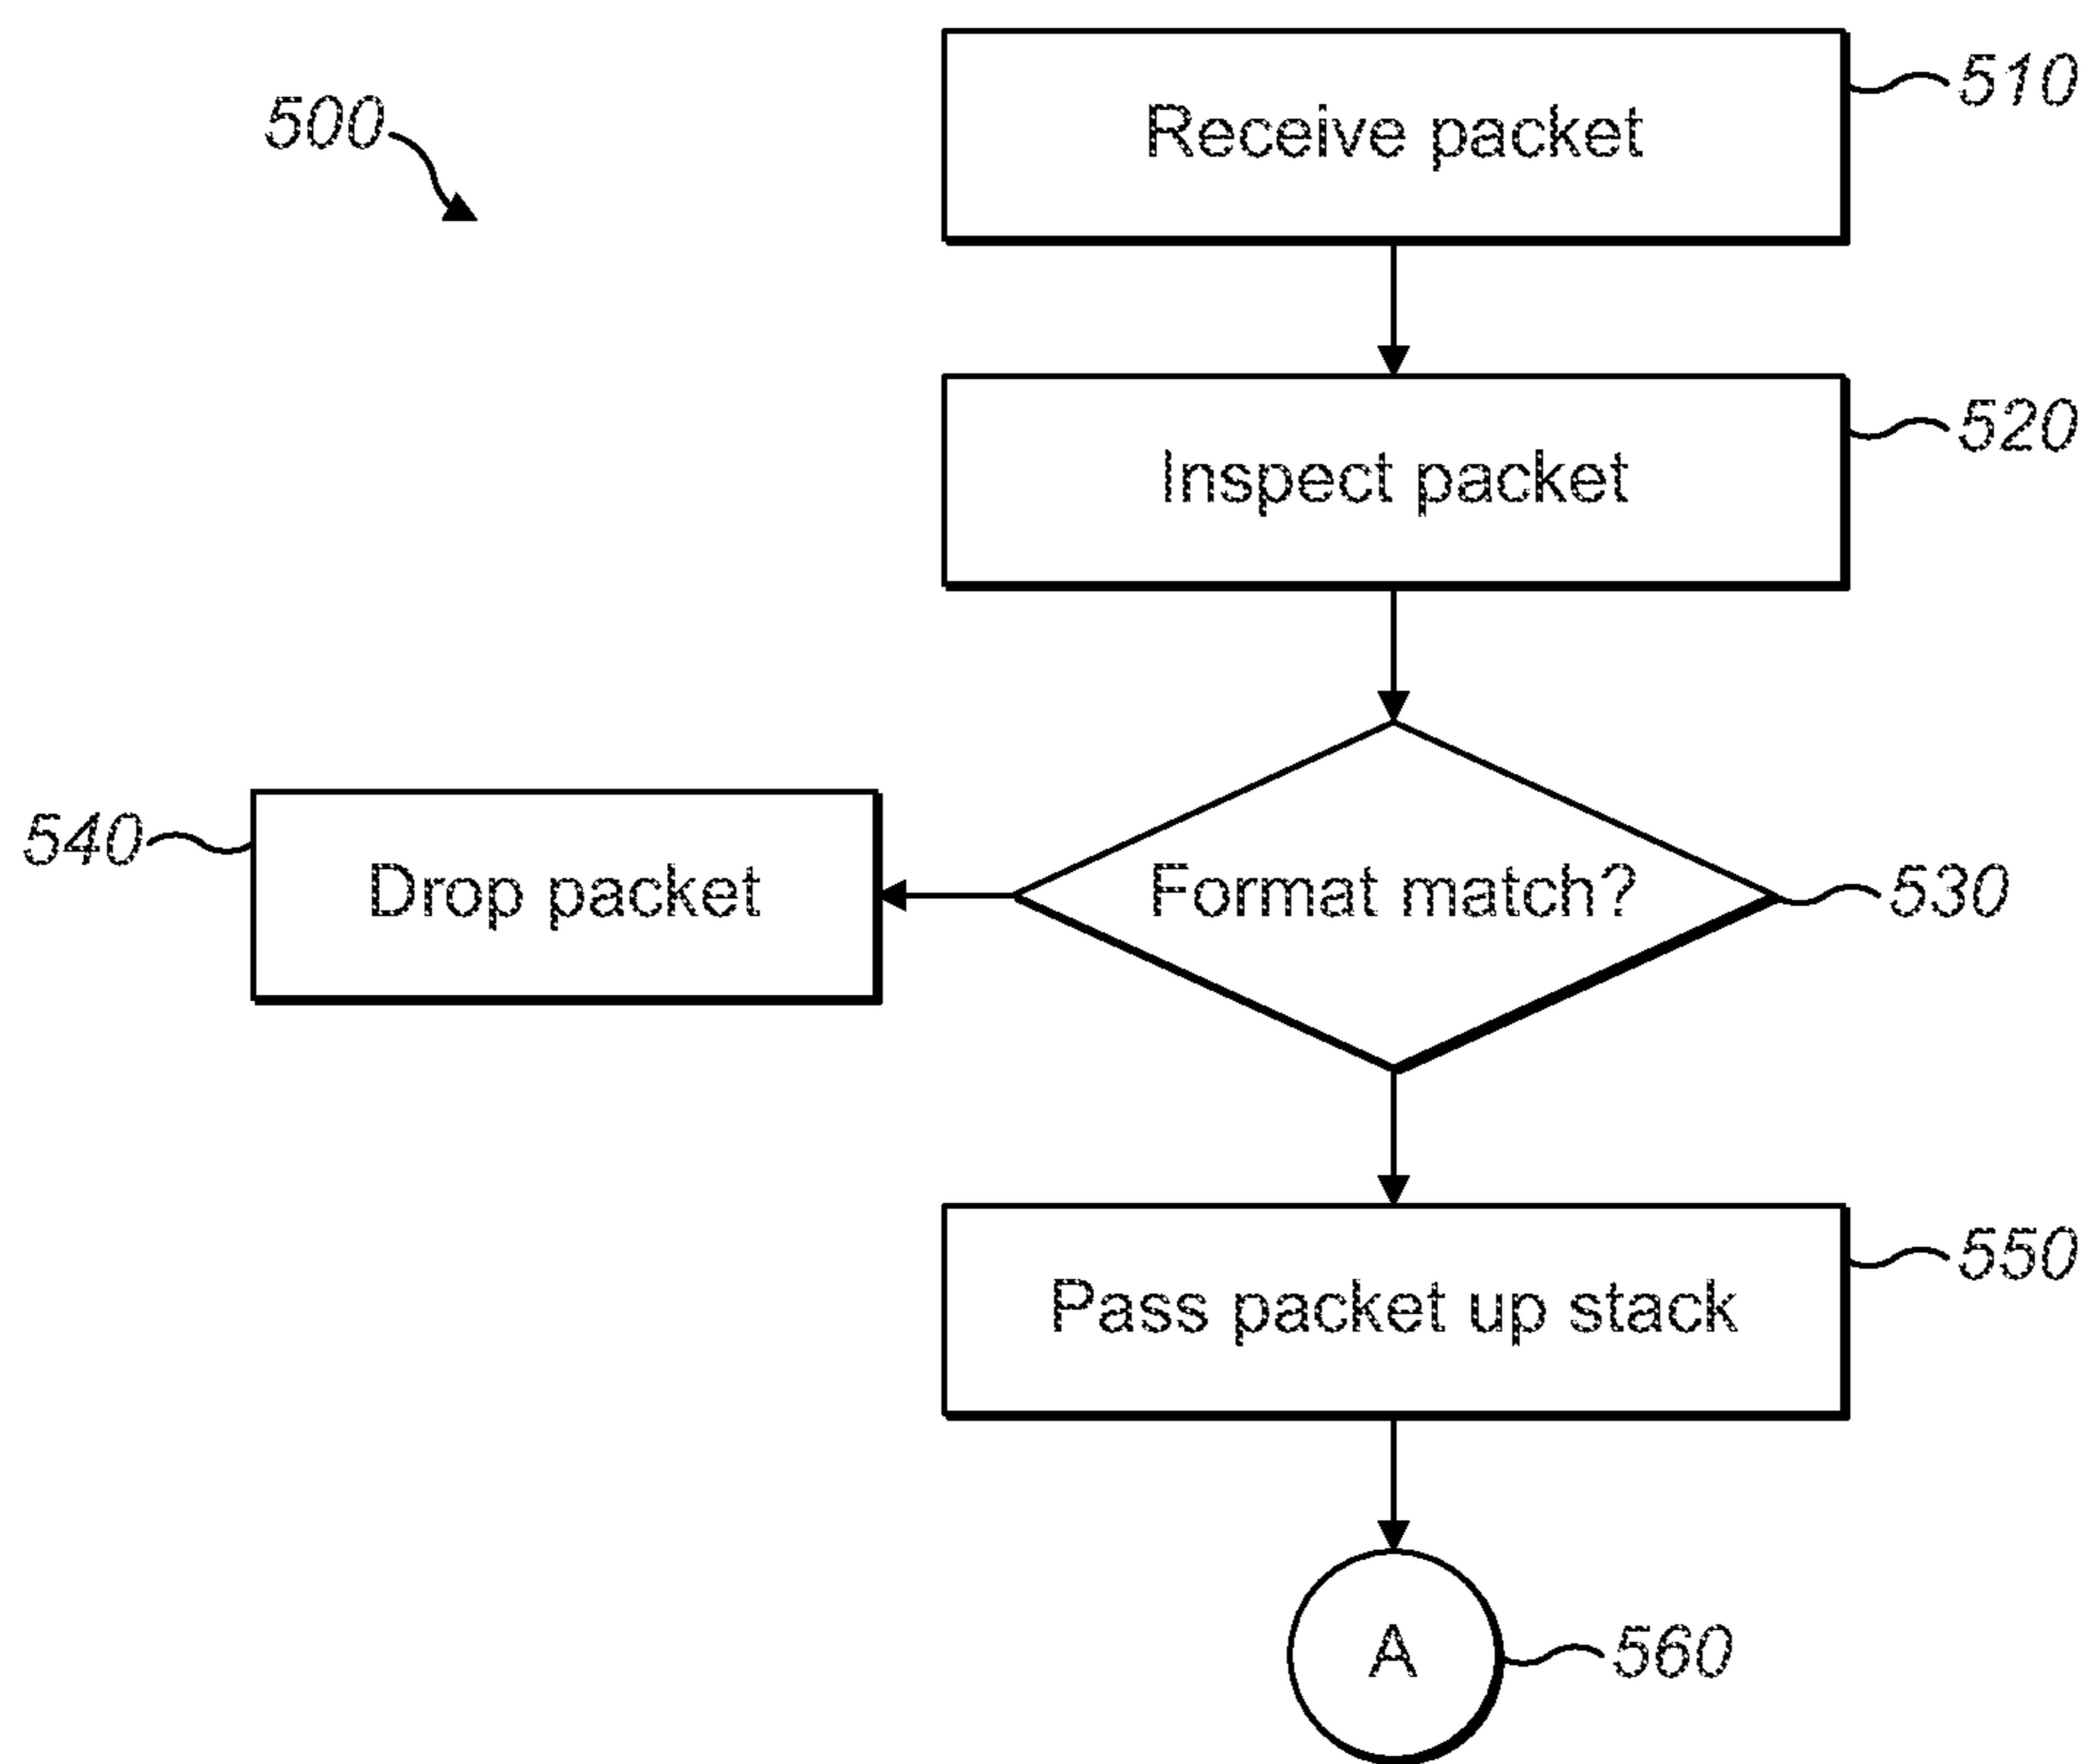 500
Receive packet
510
Inspect packet
520
540
Drop packet
Format match?
530
Pass packet up stack
550
A
560